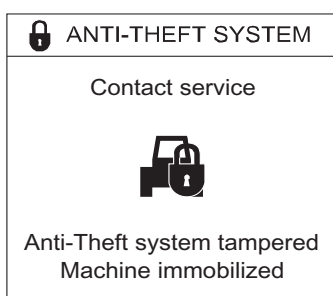 ANTI-THEFT SYSTEM
Contact service
Anti-Theft system tampered
Machine immobilized